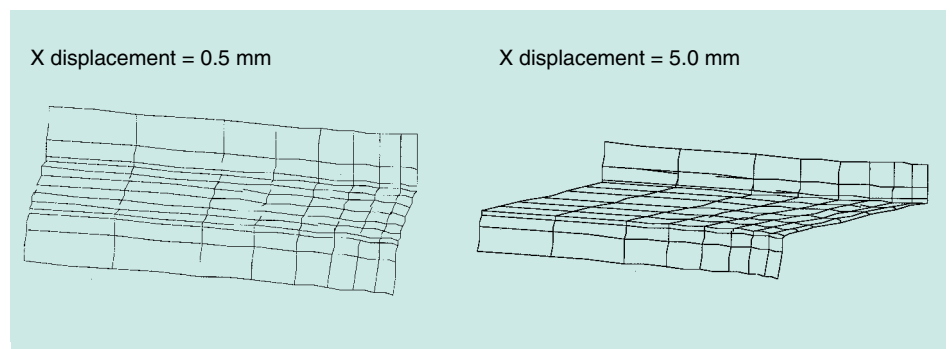 X displacement = 0.5 mm
X displacement = 5.0 mm